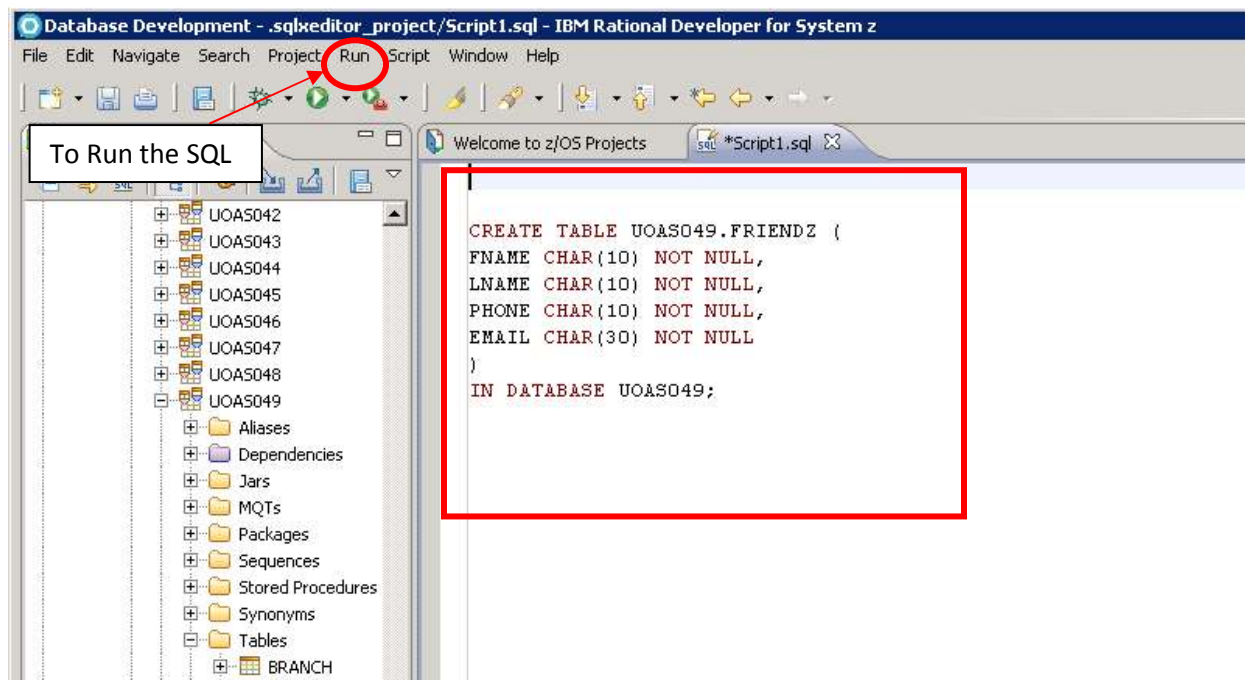 Database Development - .sqlxeditor_project/Script1.sql - IBM Rational Developer for System z
File Edit Navigate Search Project Run Script Window Help
To Run the SQL
Welcome to z/OS Projects
*Script1.sql
UOAS042
UOAS043
UOAS044
UOAS045
UOAS046
UOAS047
UOAS048
UOAS049
Aliases
Dependencies
Jars
MQTs
Packages
Sequences
Stored Procedures
Synonyms
Tables
BRANCH
CREATE TABLE UOAS049.FRIENDZ (
FNAME CHAR(10) NOT NULL,
LNAME CHAR(10) NOT NULL,
PHONE CHAR(10) NOT NULL,
EMAIL CHAR(30) NOT NULL
)
IN DATABASE UOAS049;